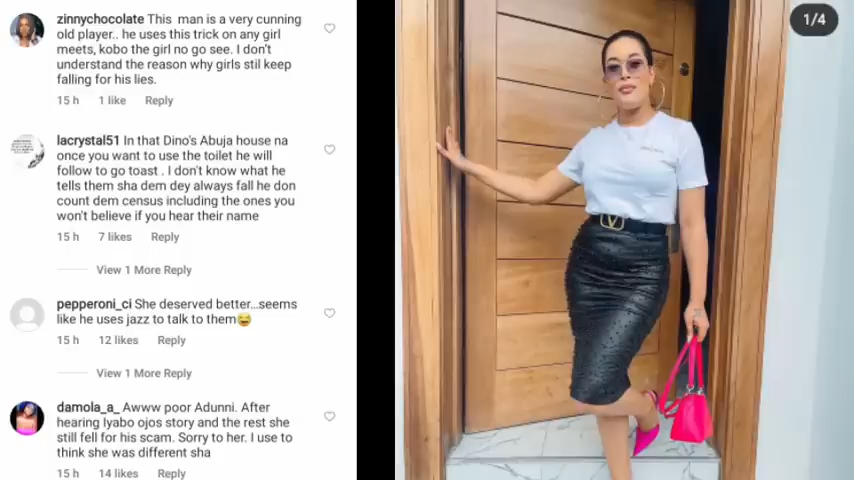 zinnychocolate This man is a very cunning
old player.. he uses this trick on any girl
meets, kobo the girl no go see. I don't
understand the reason why girls stil keep
falling for his lies.
15 h 1 like Reply
lacrystal51 In that Dino's Abuja house na
once you want to use the toilet he will
follow to go toast . I don't know what he
tells them sha dem dey always fall he don
count dem census including the ones you
won't believe if you hear their name
15 h 7 likes Reply
View 1 More Reply
pepperoni_ci She deserved better...seems
like he uses jazz to talk to them😂
15 h 12 likes Reply
View 1 More Reply
damola_a_ Awww poor Adunni. After
hearing Iyabo ojos story and the rest she
still fell for his scam. Sorry to her. I use to
think she was different sha
15 h 14 likes Reply
1/4